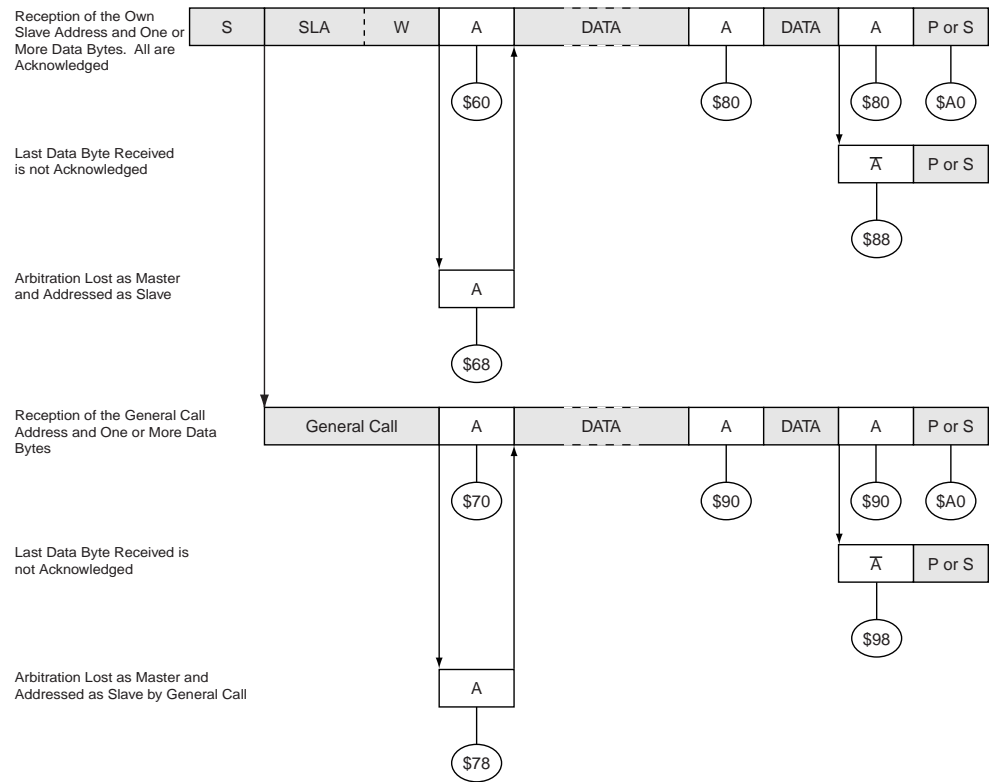 Reception of the Own
Slave Address and One or
More Data Bytes. All are
Acknowledged
S SLA W A DATA A DATA A P or S
$60 $80 $80 $A0
Last Data Byte Received
is not Acknowledged
A̅ P or S
$88
Arbitration Lost as Master
and Addressed as Slave
A
$68
Reception of the General Call
Address and One or More Data
Bytes
General Call A DATA A DATA A P or S
$70 $90 $90 $A0
Last Data Byte Received is
not Acknowledged
A̅ P or S
$98
Arbitration Lost as Master and
Addressed as Slave by General Call
A
$78